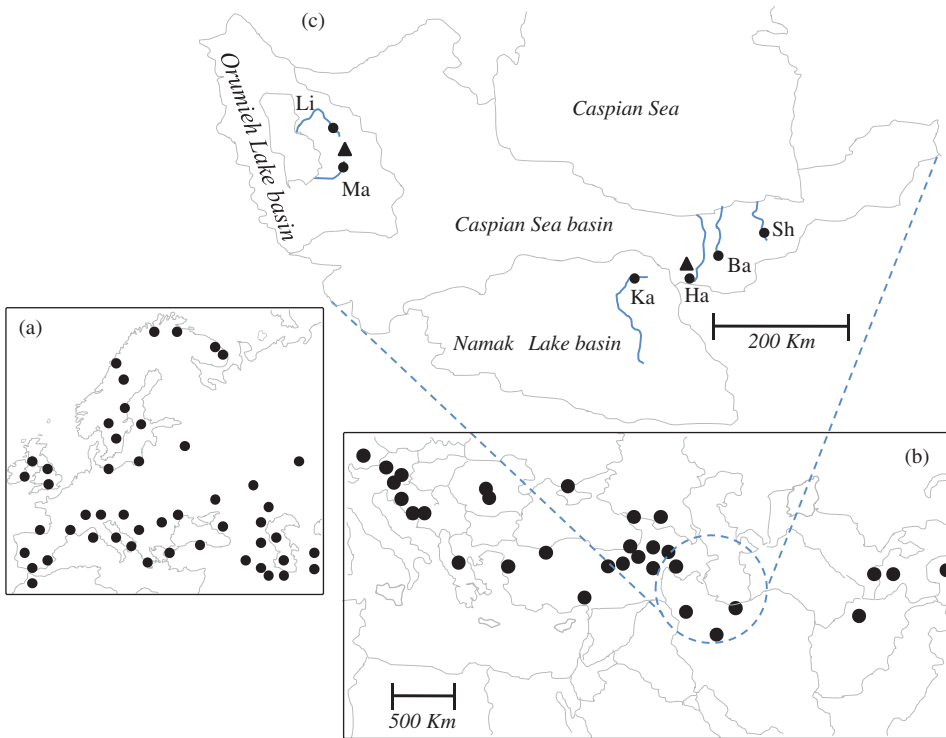 (c)
Orumieh Lake basin
Li
Ma
Caspian Sea
Caspian Sea basin
Sh
Ba
Ha
Ka
200 Km
Namak Lake basin
(a)
(b)
500 Km